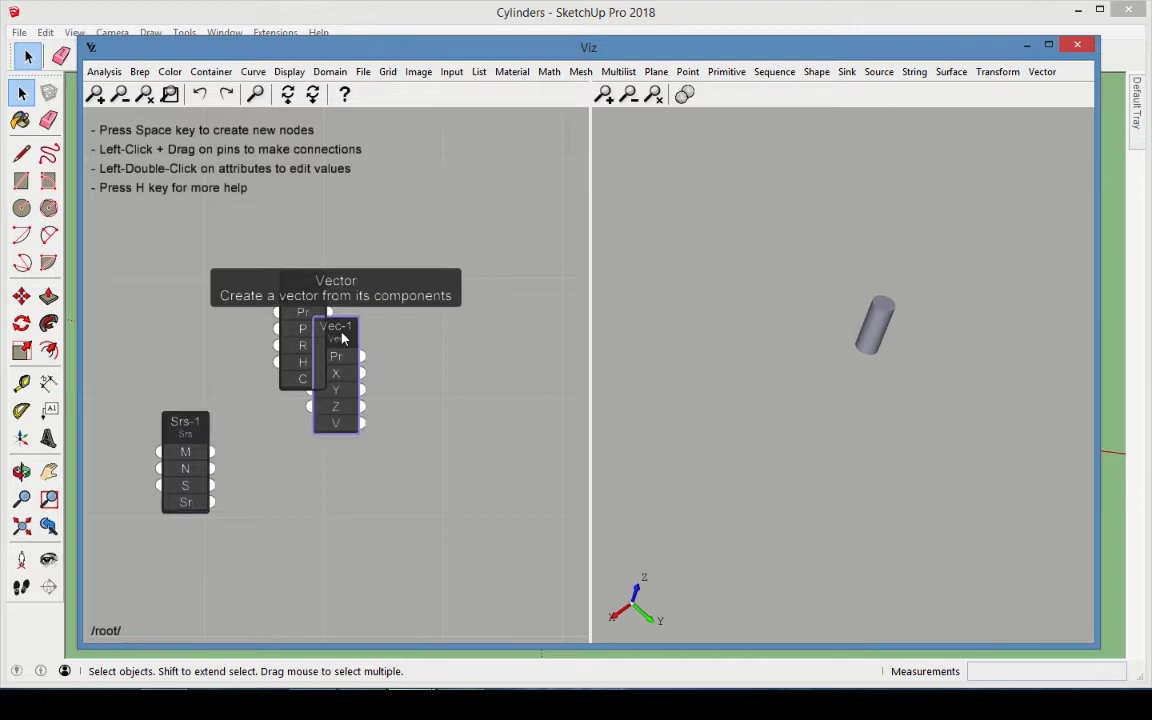 Cylinders - SketchUp Pro 2018
File Edit View Camera Draw Tools Window Extensions Help
Viz
Analysis Brep Color Container Curve Display Domain File Grid Image Input List Material Math Mesh Multilist Plane Point Primitive Sequence Shape Sink Source String Surface Transform Vector
- Press Space key to create new nodes
- Left-Click + Drag on pins to make connections
- Left-Double-Click on attributes to edit values
- Press H key for more help
Default Tray
Vector
Create a vector from its components
Pr
P
R
H
C
Vec-1
Pr
X
Y
Z
V
Srs-1
Srs
M
N
S
Sr
Z
X
Y
/root/
Select objects. Shift to extend select. Drag mouse to select multiple.
Measurements